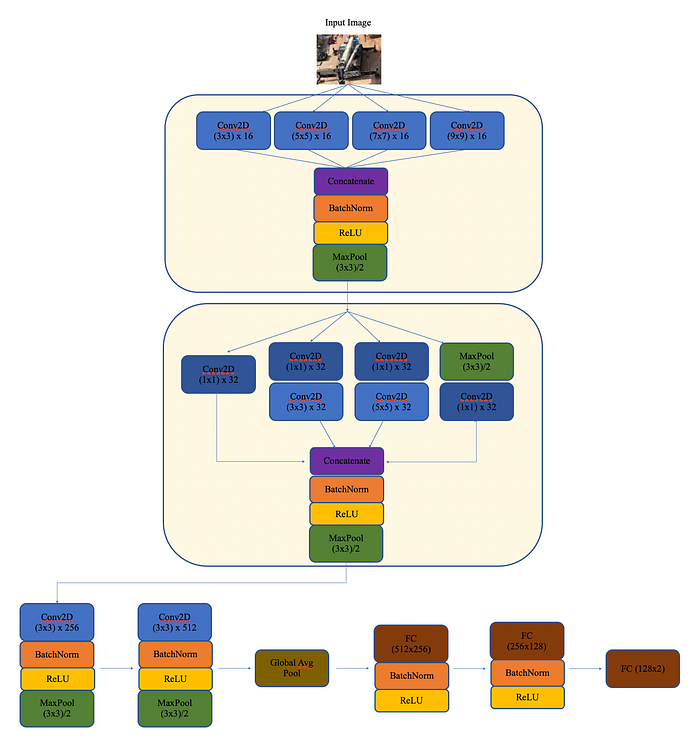 Input Image
Conv2D
(3x3) x 16
Conv2D
(5x5) x 16
Conv2D
(7x7) x 16
Conv2D
(9x9) x 16
Concatenate
BatchNorm
ReLU
MaxPool
(3x3)/2
Conv2D
(1x1) x 32
Conv2D
(1x1) x 32
Conv2D
(3x3) x 32
Conv2D
(1x1) x 32
Conv2D
(5x5) x 32
MaxPool
(3x3)/2
Conv2D
(1x1) x 32
Concatenate
BatchNorm
ReLU
MaxPool
(3x3)/2
Conv2D
(3x3) x 256
BatchNorm
ReLU
MaxPool
(3x3)/2
Conv2D
(3x3) x 512
BatchNorm
ReLU
MaxPool
(3x3)/2
Global Avg
Pool
FC
(512x256)
BatchNorm
ReLU
FC
(256x128)
BatchNorm
ReLU
FC (128x2)